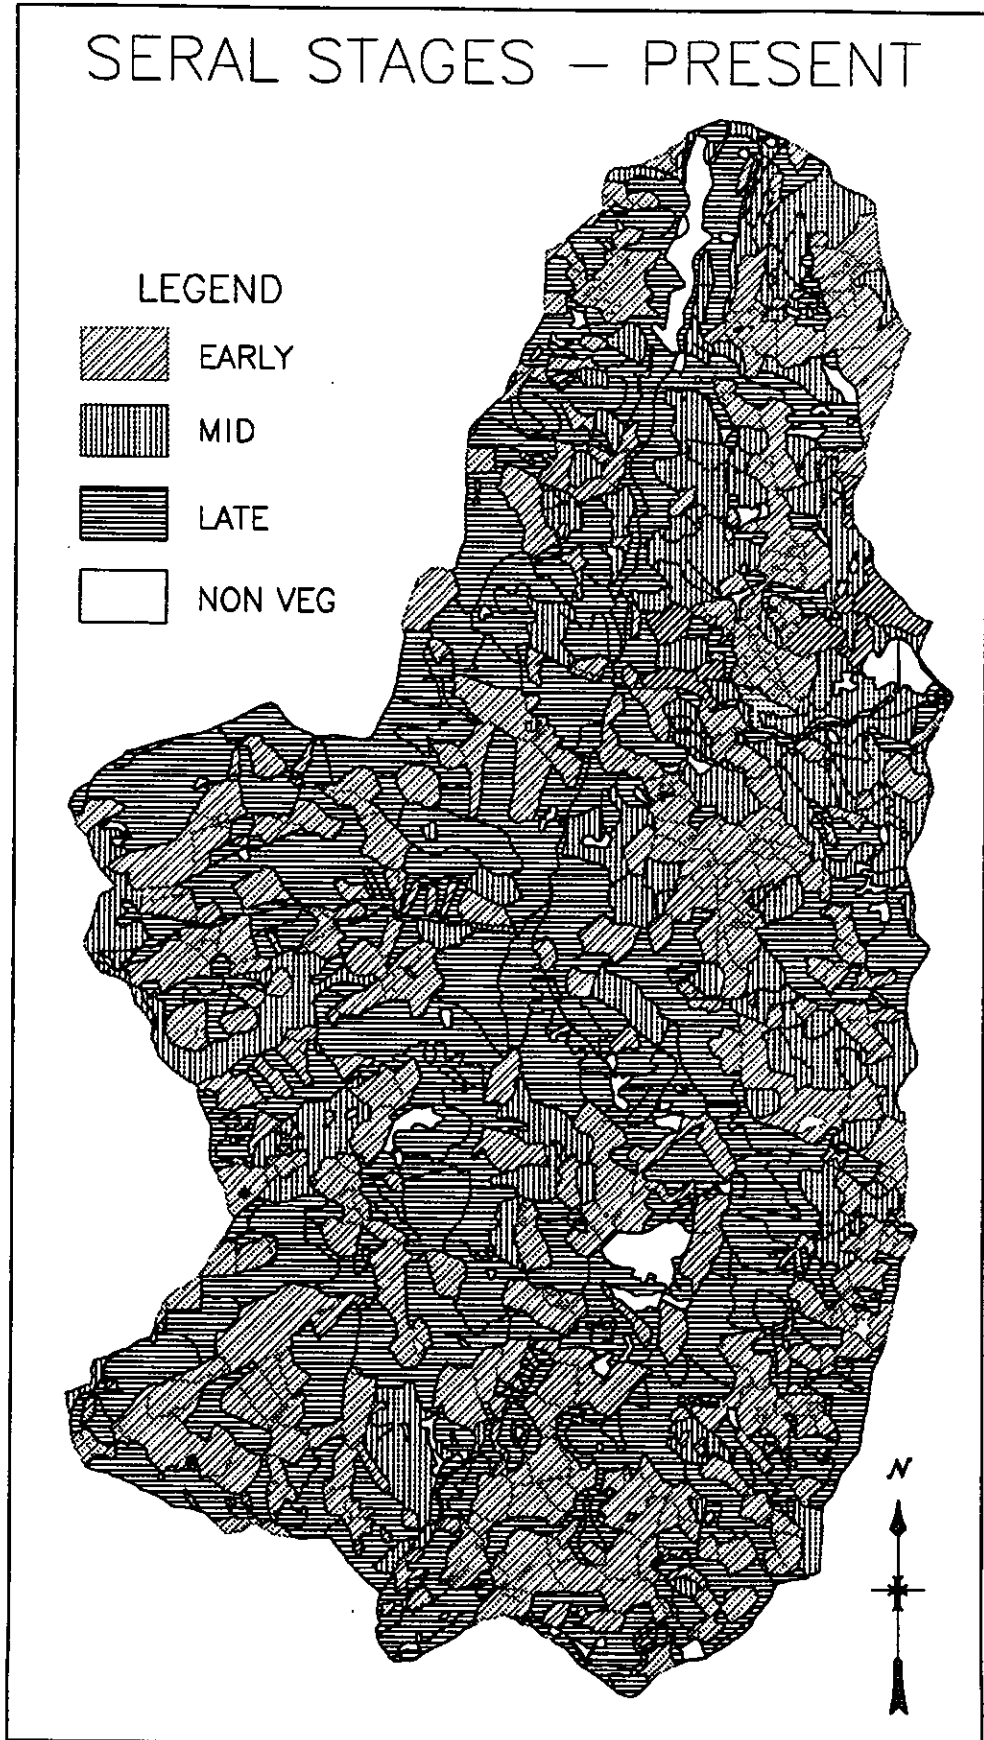 SERAL STAGES – PRESENT
LEGEND
EARLY
MID
LATE
NON VEG
N